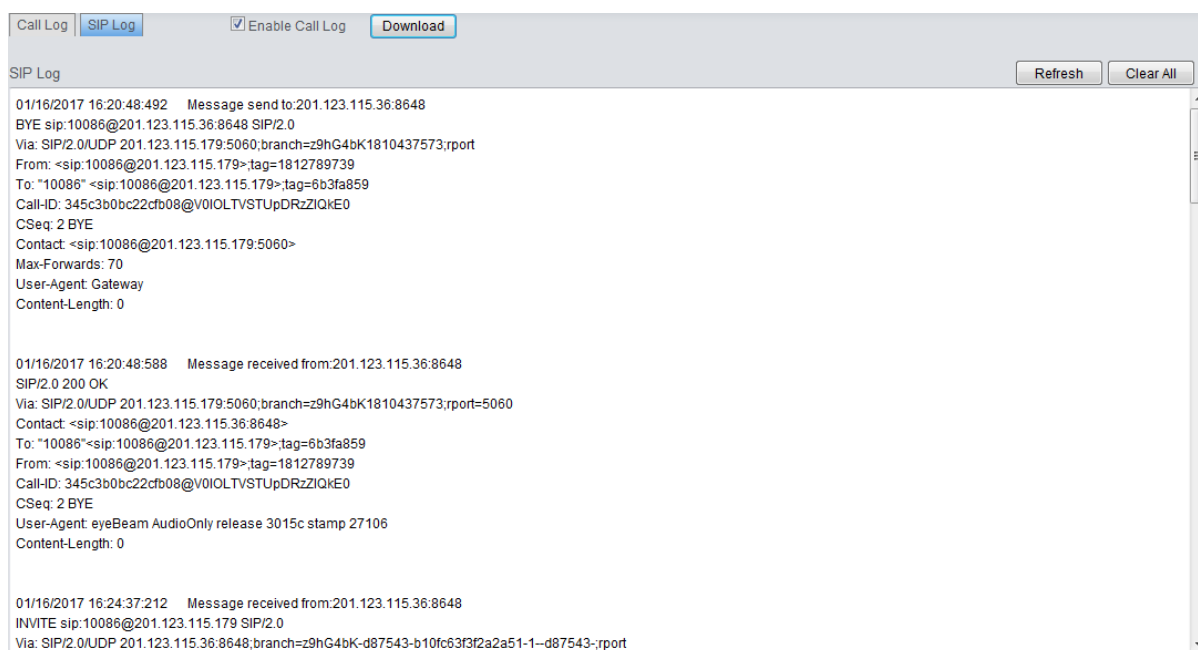 Call Log SIP Log Enable Call Log Download
SIP Log Refresh Clear All
01/16/2017 16:20:48:492 Message send to:201.123.115.36:8648
BYE sip:10086@201.123.115.36:8648 SIP/2.0
Via: SIP/2.0/UDP 201.123.115.179:5060;branch=z9hG4bK1810437573;rport
From: <sip:10086@201.123.115.179>;tag=1812789739
To: "10086" <sip:10086@201.123.115.179>;tag=6b3fa859
Call-ID: 345c3b0bc22cfb08@V0IOLTVSTUpDRzZIQkE0
CSeq: 2 BYE
Contact: <sip:10086@201.123.115.179:5060>
Max-Forwards: 70
User-Agent: Gateway
Content-Length: 0
01/16/2017 16:20:48:588 Message received from:201.123.115.36:8648
SIP/2.0 200 OK
Via: SIP/2.0/UDP 201.123.115.179:5060;branch=z9hG4bK1810437573;rport=5060
Contact: <sip:10086@201.123.115.36:8648>
To: "10086"<sip:10086@201.123.115.179>;tag=6b3fa859
From: <sip:10086@201.123.115.179>;tag=1812789739
Call-ID: 345c3b0bc22cfb08@V0IOLTVSTUpDRzZIQkE0
CSeq: 2 BYE
User-Agent: eyeBeam AudioOnly release 3015c stamp 27106
Content-Length: 0
01/16/2017 16:24:37:212 Message received from:201.123.115.36:8648
INVITE sip:10086@201.123.115.179 SIP/2.0
Via: SIP/2.0/UDP 201.123.115.36:8648;branch=z9hG4bK-d87543-b10fc63f3f2a2a51-1--d87543-;rport